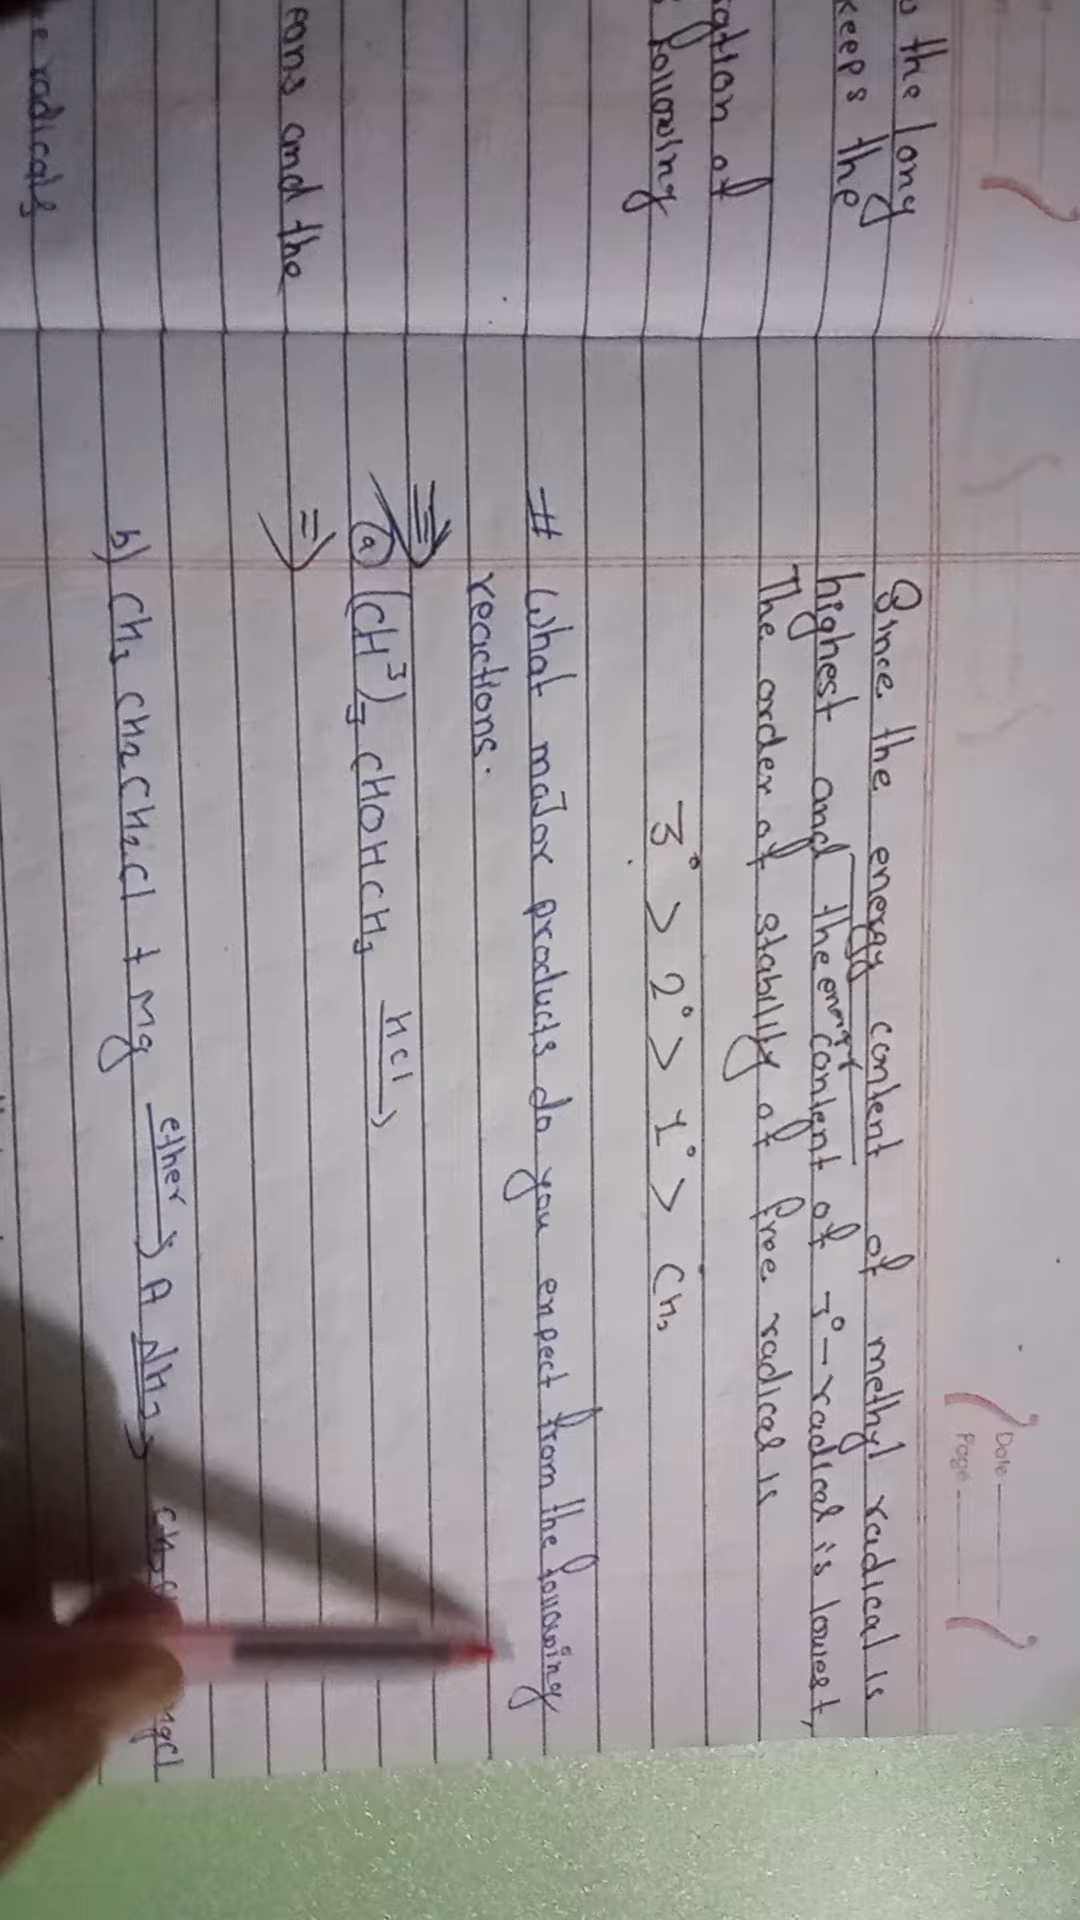 the long
keeps the
ation of
following
eons and the
e radicals
Date
Page
Since the energy content of methyl radical is
highest and the energy content of 3°-radical is lowest,
The order of stability of free radical is
3° > 2° > 1° > CH₃
# What major products do you enpect from the following
reactions.
(a) (CH³)₃ CHOHCH₃ HCl→
⇒
b) CH₃ CH₂CH₂Cl + Mg ether→ A NH₃→
MgCl